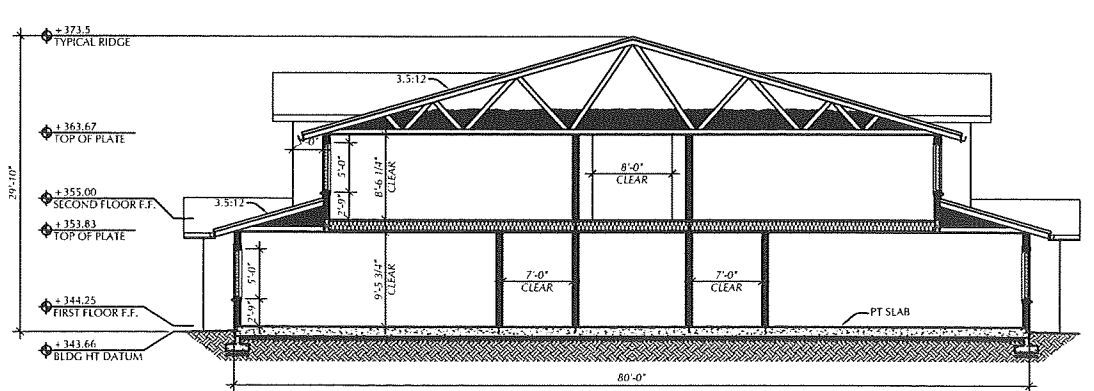 +373.5
TYPICAL RIDGE
3.5:12
+363.67
TOP OF PLATE
5'-0"
8'-6 1/4"
CLEAR
8'-0"
CLEAR
29'-10"
+355.00
SECOND FLOOR F.F.
3.5:12
2'-9"
+353.83
TOP OF PLATE
5'-0"
9'-5 3/4"
CLEAR
7'-0"
CLEAR
7'-0"
CLEAR
+344.25
FIRST FLOOR F.F.
2'-9"
PT SLAB
+343.66
BLDG HT DATUM
80'-0"